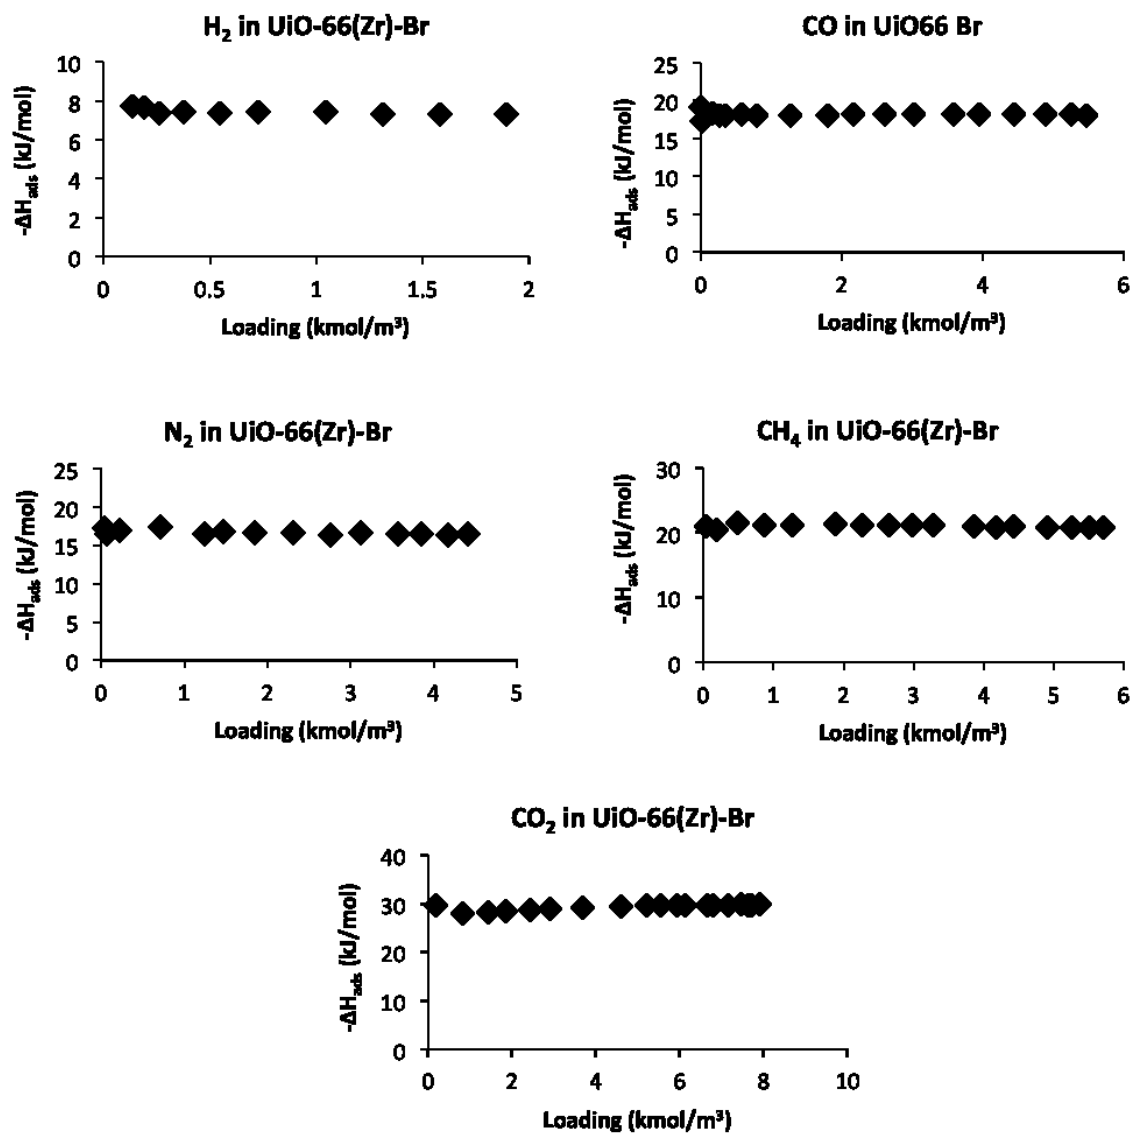 H₂ in UiO-66(Zr)-Br
10
8
6
4
2
0
-ΔHads (kJ/mol)
0 0.5 1 1.5 2
Loading (kmol/m³)
CO in UiO66 Br
25
20
15
10
5
0
-ΔHads (kJ/mol)
0 2 4 6
Loading (kmol/m³)
N₂ in UiO-66(Zr)-Br
25
20
15
10
5
0
-ΔHads (kJ/mol)
0 1 2 3 4 5
Loading (kmol/m³)
CH₄ in UiO-66(Zr)-Br
30
20
10
0
-ΔHads (kJ/mol)
0 1 2 3 4 5 6
Loading (kmol/m³)
CO₂ in UiO-66(Zr)-Br
40
30
20
10
0
-ΔHads (kJ/mol)
0 2 4 6 8 10
Loading (kmol/m³)